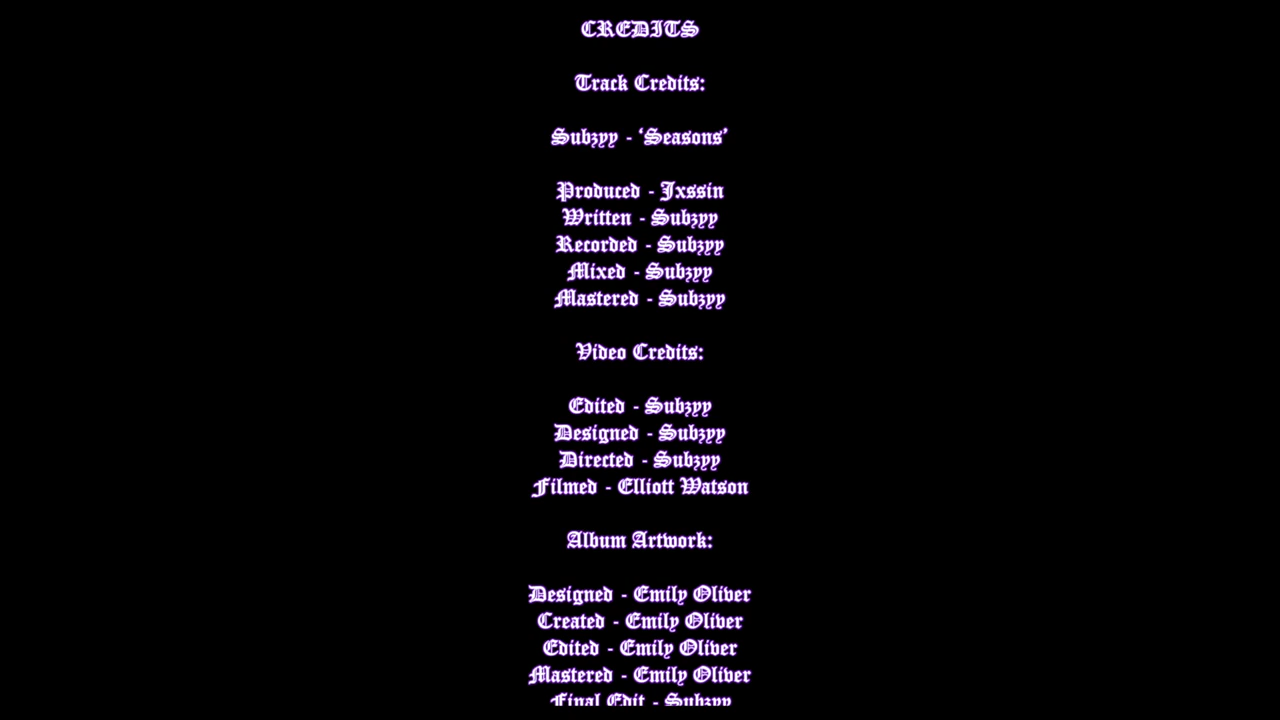 CREDITS
Track Credits:
Subzyy - ‘Seasons’
Produced - Jxssin
Written - Subzyy
Recorded - Subzyy
Mixed - Subzyy
Mastered - Subzyy
Video Credits:
Edited - Subzyy
Designed - Subzyy
Directed - Subzyy
Filmed - Elliott Watson
Album Artwork:
Designed - Emily Oliver
Created - Emily Oliver
Edited - Emily Oliver
Mastered - Emily Oliver
Final Edit - Subzyy